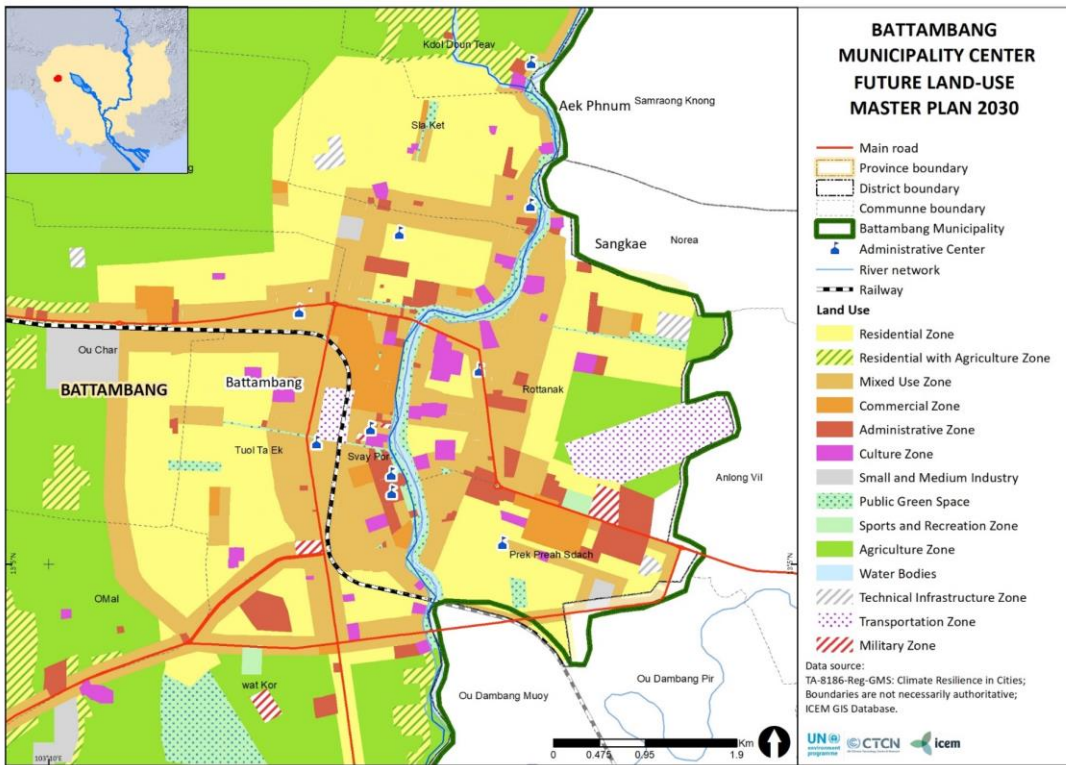 BATTAMBANG
MUNICIPALITY CENTER
FUTURE LAND-USE
MASTER PLAN 2030
Main road
Province boundary
District boundary
Communne boundary
Battambang Municipality
Administrative Center
River network
Railway
Land Use
Residential Zone
Residential with Agriculture Zone
Mixed Use Zone
Commercial Zone
Administrative Zone
Culture Zone
Small and Medium Industry
Public Green Space
Sports and Recreation Zone
Agriculture Zone
Water Bodies
Technical Infrastructure Zone
Transportation Zone
Military Zone
Data source:
TA-8186-Reg-GMS: Climate Resilience in Cities;
Boundaries are not necessarily authoritative;
ICEM GIS Database.
UN
environment
programme
CTCN
icem
Kdol Doun Teav
Aek Phnum
Samraong Knong
Sla Ket
Sangkae
Norea
Ou Char
BATTAMBANG
Battambang
Rottanak
Tuol Ta Ek
Svay Por
Anlong Vil
Prek Preah Sdach
OMal
wat Kor
Ou Dambang Muoy
Ou Dambang Pir
Km
0 0.475 0.95 1.9